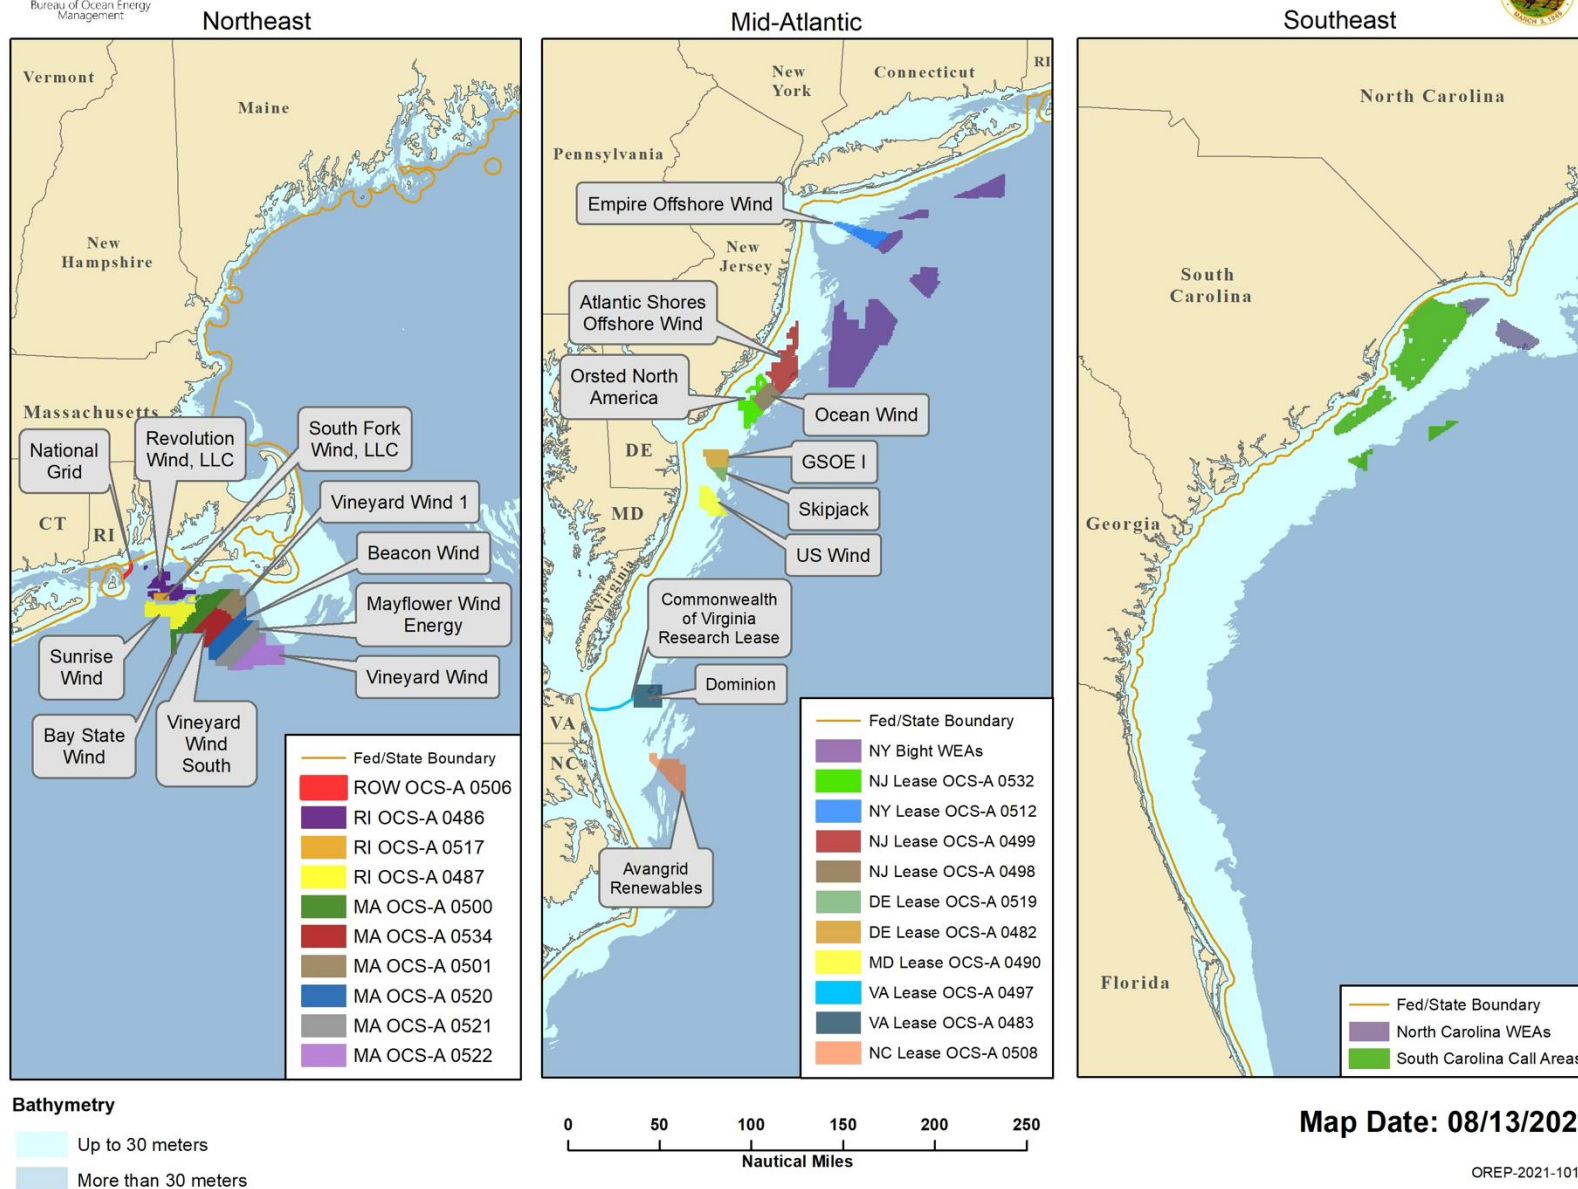 Bureau of Ocean Energy
Management
Northeast
Mid-Atlantic
Southeast
MARCH 3, 1849
Vermont
Maine
New
Hampshire
Massachusetts
National
Grid
Revolution
Wind, LLC
South Fork
Wind, LLC
Vineyard Wind 1
CT
RI
Beacon Wind
Mayflower Wind
Energy
Sunrise
Wind
Vineyard Wind
Bay State
Wind
Vineyard
Wind
South
Fed/State Boundary
ROW OCS-A 0506
RI OCS-A 0486
RI OCS-A 0517
RI OCS-A 0487
MA OCS-A 0500
MA OCS-A 0534
MA OCS-A 0501
MA OCS-A 0520
MA OCS-A 0521
MA OCS-A 0522
New
York
Connecticut
RI
Pennsylvania
Empire Offshore Wind
New
Jersey
Atlantic Shores
Offshore Wind
Orsted North
America
Ocean Wind
DE
GSOE I
Skipjack
MD
US Wind
Virginia
Commonwealth
of Virginia
Research Lease
Dominion
VA
NC
Avangrid
Renewables
Fed/State Boundary
NY Bight WEAs
NJ Lease OCS-A 0532
NY Lease OCS-A 0512
NJ Lease OCS-A 0499
NJ Lease OCS-A 0498
DE Lease OCS-A 0519
DE Lease OCS-A 0482
MD Lease OCS-A 0490
VA Lease OCS-A 0497
VA Lease OCS-A 0483
NC Lease OCS-A 0508
North Carolina
South
Carolina
Georgia
Florida
Fed/State Boundary
North Carolina WEAs
South Carolina Call Areas
Bathymetry
Up to 30 meters
More than 30 meters
0 50 100 150 200 250
Nautical Miles
Map Date: 08/13/202
OREP-2021-101